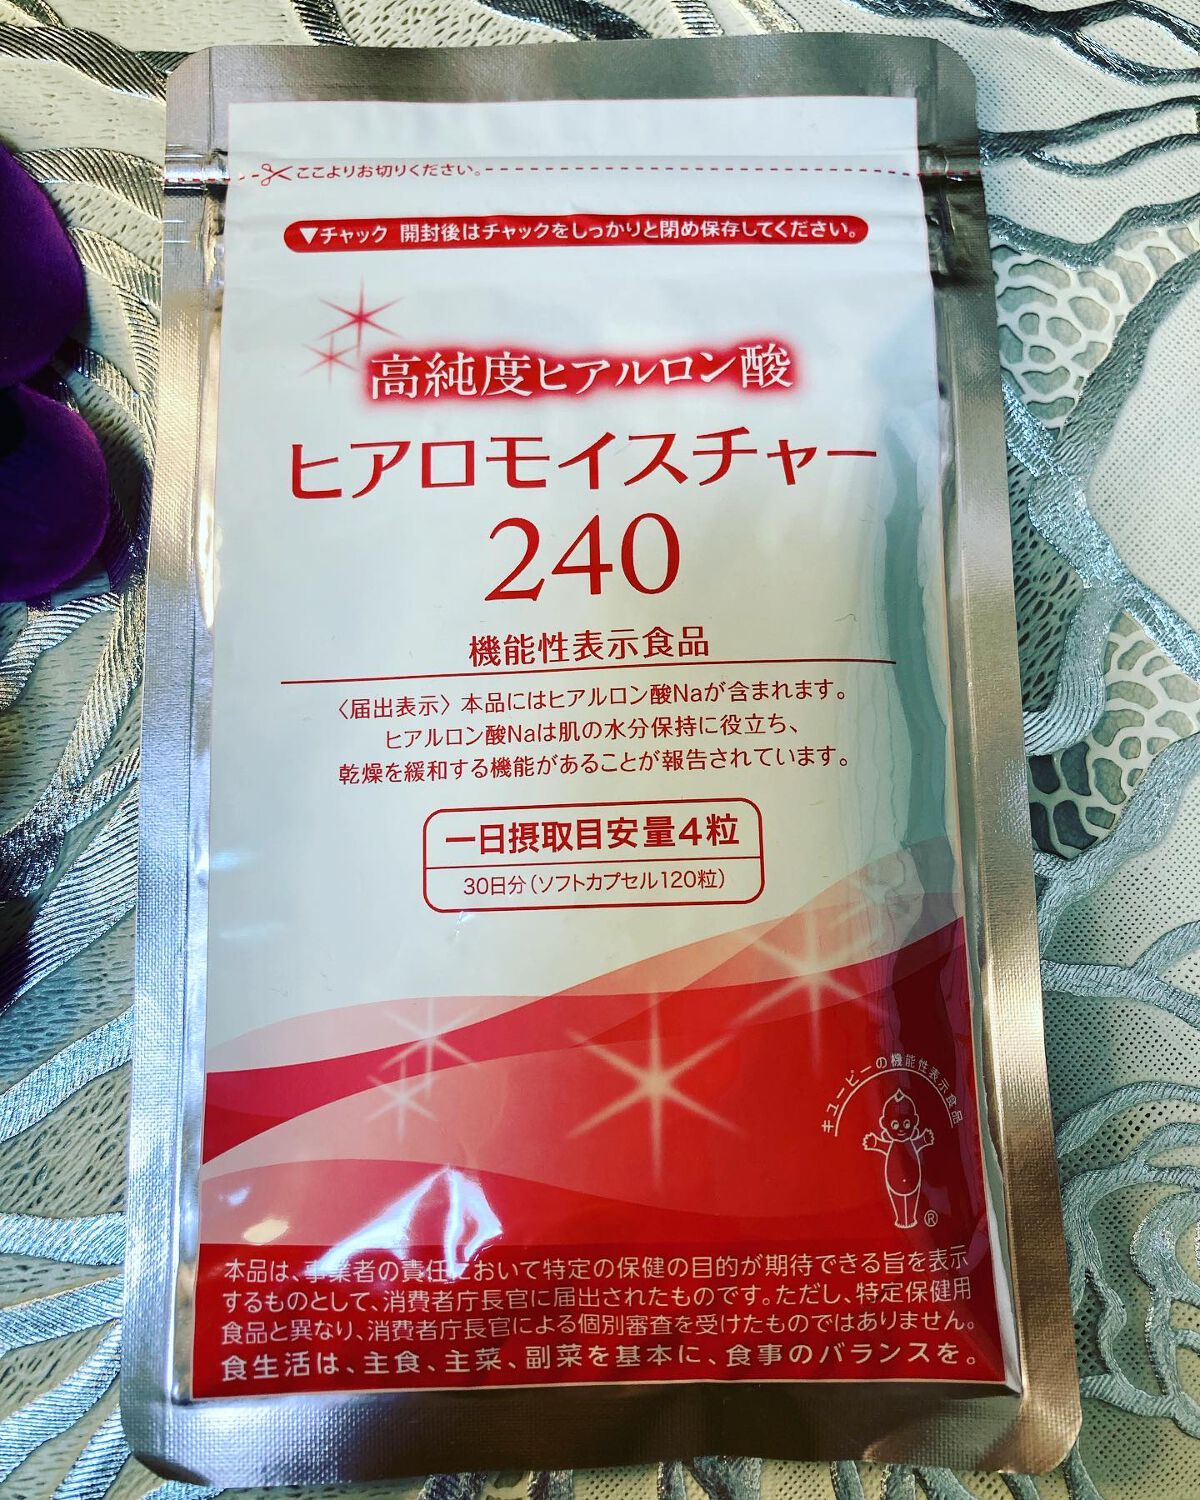 ここよりお切りください。
▼チャック 開封後はチャックをしっかりと閉め保存してください。
高純度ヒアルロン酸
ヒアロモイスチャー
240
機能性表示食品
〈届出表示〉本品にはヒアルロン酸Naが含まれます。
ヒアルロン酸Naは肌の水分保持に役立ち、
乾燥を緩和する機能があることが報告されています。
一日摂取目安量4粒
30日分(ソフトカプセル120粒)
キユーピーの機能性表示食品
®
本品は、事業者の責任において特定の保健の目的が期待できる旨を表示
するものとして、消費者庁長官に届出されたものです。ただし、特定保健用
食品と異なり、消費者庁長官による個別審査を受けたものではありません。
食生活は、主食、主菜、副菜を基本に、食事のバランスを。